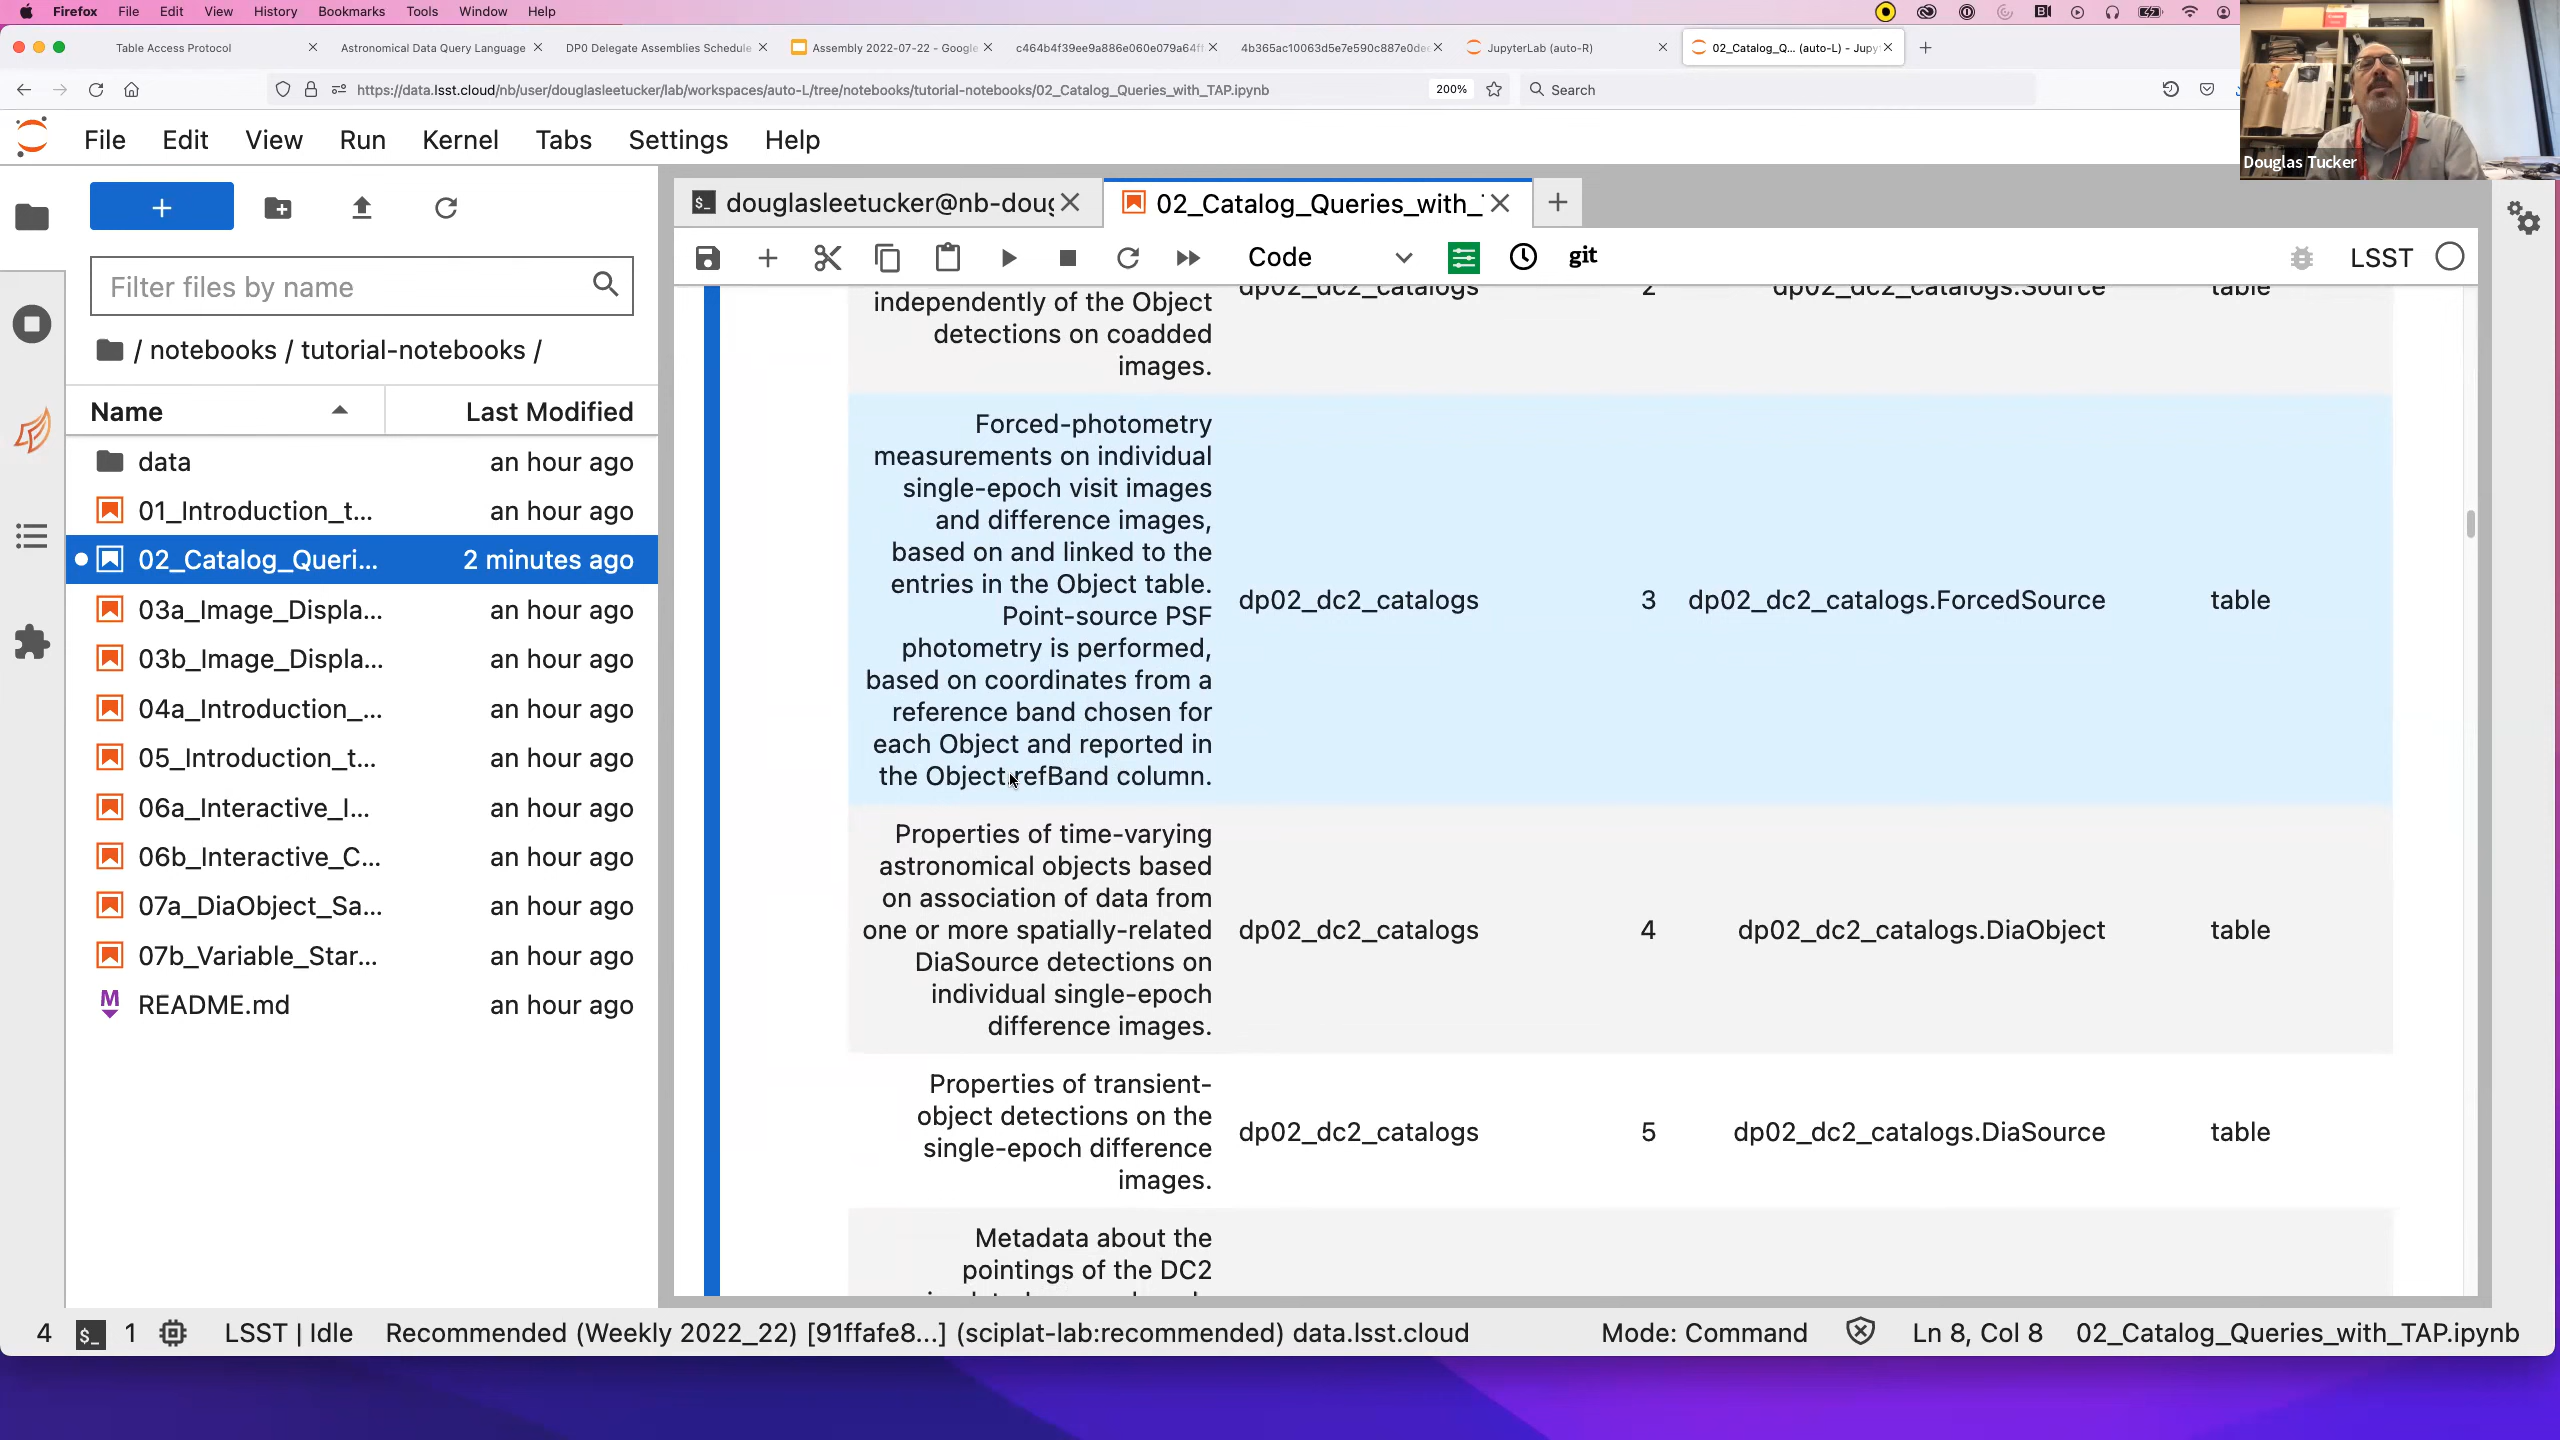 Firefox File Edit View History Bookmarks Tools Window Help
Table Access Protocol
Astronomical Data Query Language
DP0 Delegate Assemblies Schedule
Assembly 2022-07-22 - Google
c464b4f39ee9a886e060e079a64f
4b365ac10063d5e7e590c887e0de
JupyterLab (auto-R)
02_Catalog_Q... (auto-L) - Jupy
https://data.lsst.cloud/nb/user/douglasleetucker/lab/workspaces/auto-L/tree/notebooks/tutorial-notebooks/02_Catalog_Queries_with_TAP.ipynb
200%
Search
Douglas Tucker
File Edit View Run Kernel Tabs Settings Help
Filter files by name
/ notebooks / tutorial-notebooks /
Name Last Modified
data an hour ago
01_Introduction_t... an hour ago
02_Catalog_Queri... 2 minutes ago
03a_Image_Displa... an hour ago
03b_Image_Displa... an hour ago
04a_Introduction_... an hour ago
05_Introduction_t... an hour ago
06a_Interactive_I... an hour ago
06b_Interactive_C... an hour ago
07a_DiaObject_Sa... an hour ago
07b_Variable_Star... an hour ago
README.md an hour ago
douglasleetucker@nb-doug
02_Catalog_Queries_with_
Code
git
LSST
independently of the Object
detections on coadded
images.
dp02_dc2_catalogs 2 dp02_dc2_catalogs.Source table
Forced-photometry
measurements on individual
single-epoch visit images
and difference images,
based on and linked to the
entries in the Object table.
Point-source PSF
photometry is performed,
based on coordinates from a
reference band chosen for
each Object and reported in
the Object.refBand column.
dp02_dc2_catalogs 3 dp02_dc2_catalogs.ForcedSource table
Properties of time-varying
astronomical objects based
on association of data from
one or more spatially-related
DiaSource detections on
individual single-epoch
difference images.
dp02_dc2_catalogs 4 dp02_dc2_catalogs.DiaObject table
Properties of transient-
object detections on the
single-epoch difference
images.
dp02_dc2_catalogs 5 dp02_dc2_catalogs.DiaSource table
Metadata about the
pointings of the DC2
4 $_ 1 LSST | Idle Recommended (Weekly 2022_22) [91ffafe8...] (sciplat-lab:recommended) data.lsst.cloud
Mode: Command Ln 8, Col 8 02_Catalog_Queries_with_TAP.ipynb